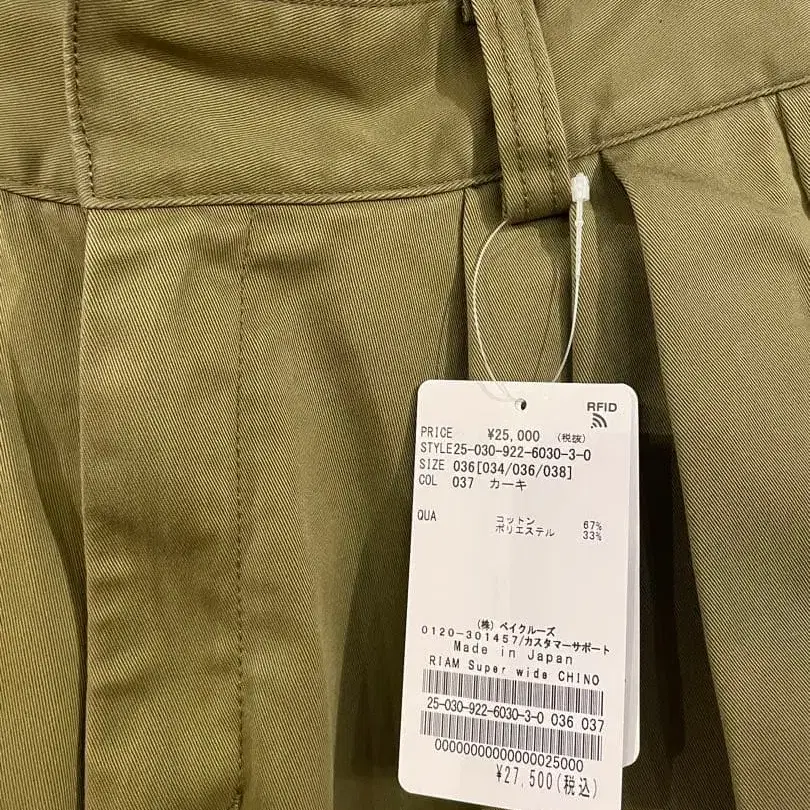 RFID
PRICE ¥25,000 (税抜)
STYLE25-030-922-6030-3-0
SIZE 036[034/036/038]
COL 037 カーキ
QUA コットン 67%
ポリエステル 33%
(株) ベイクルーズ
0120-301457/カスタマーサポート
Made in Japan
RIAM Super wide CHINO
25-030-922-6030-3-0 036 037
00000000000000025000
¥27,500(税込)